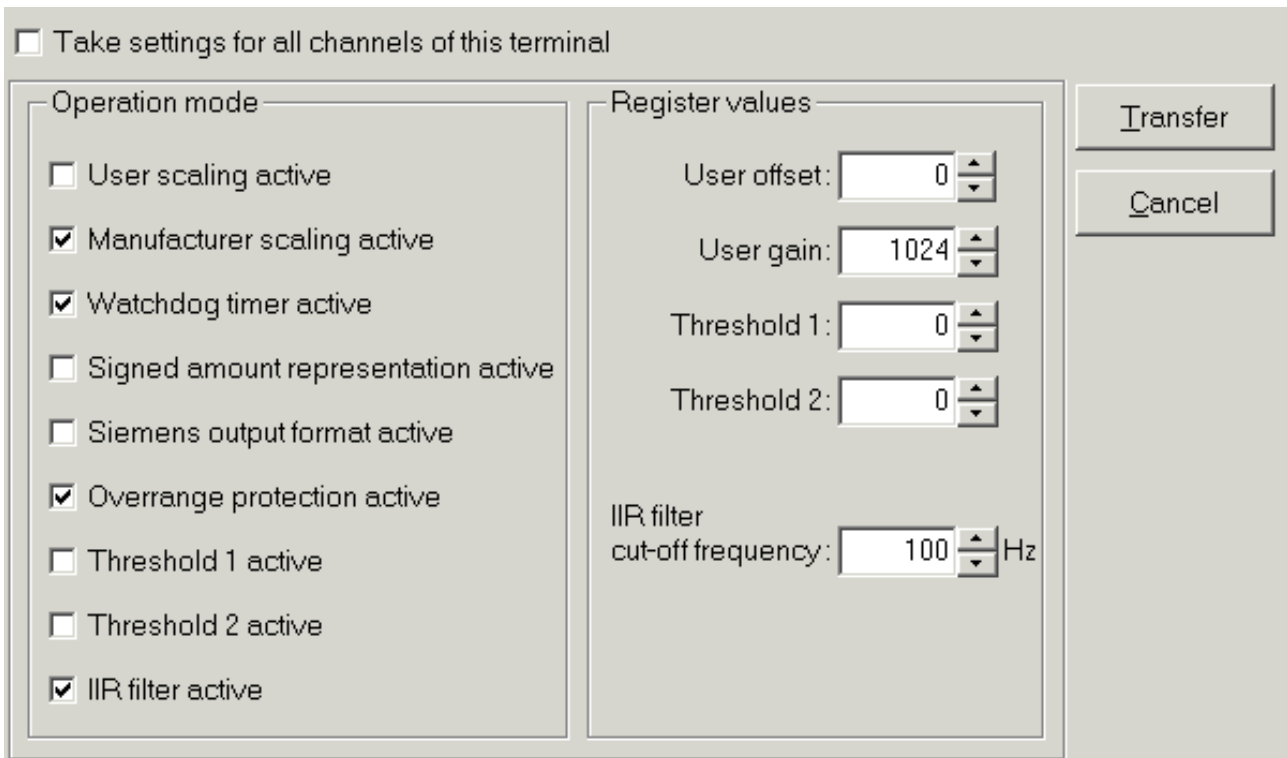 Take settings for all channels of this terminal
Operation mode
User scaling active
Manufacturer scaling active
Watchdog timer active
Signed amount representation active
Siemens output format active
Overrange protection active
Threshold 1 active
Threshold 2 active
IIR filter active
Register values
User offset: 0
User gain: 1024
Threshold 1: 0
Threshold 2: 0
IIR filter
cut-off frequency: 100 Hz
Transfer
Cancel